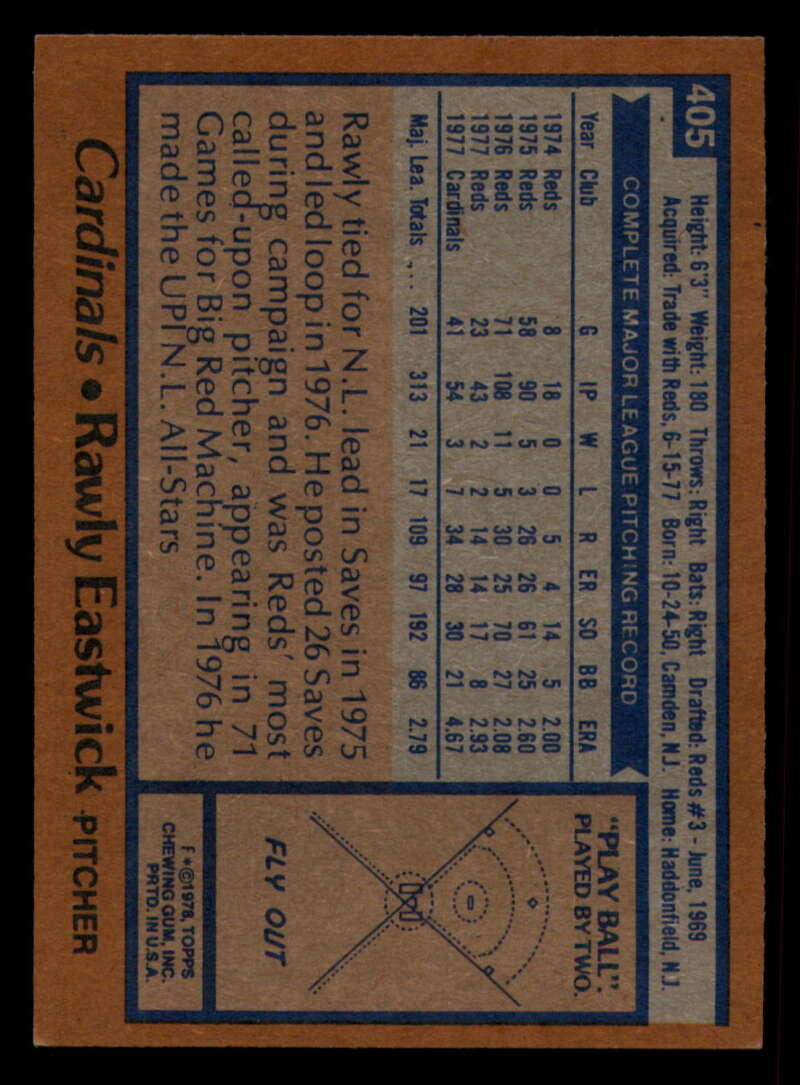 405
Height: 6'3" Weight: 180 Throws: Right Bats: Right Drafted: Reds #3 - June, 1969
Acquired: Trade with Reds, 6-15-77 Born: 10-24-50, Camden, N.J. Home: Haddonfield, N.J.
COMPLETE MAJOR LEAGUE PITCHING RECORD
Year Club G IP W L R ER SO BB ERA
1974 Reds 8 18 0 0 5 4 14 5 2.00
1975 Reds 58 90 5 3 26 26 61 25 2.60
1976 Reds 71 108 11 5 30 25 70 27 2.08
1977 Reds 23 43 2 2 14 14 17 8 2.93
1977 Cardinals 41 54 3 7 34 28 30 21 4.67
Maj. Lea. Totals ... 201 313 21 17 109 97 192 86 2.79
Rawly tied for N.L. lead in Saves in 1975
and led loop in 1976. He posted 26 Saves
during campaign and was Reds' most
called-upon pitcher, appearing in 71
Games for Big Red Machine. In 1976 he
made the UPI N.L. All-Stars
"PLAY BALL":
PLAYED BY TWO.
FLY OUT
f*©1978, TOPPS
CHEWING GUM, INC.
PRTD. IN U.S.A.
Cardinals • Rawly Eastwick • PITCHER